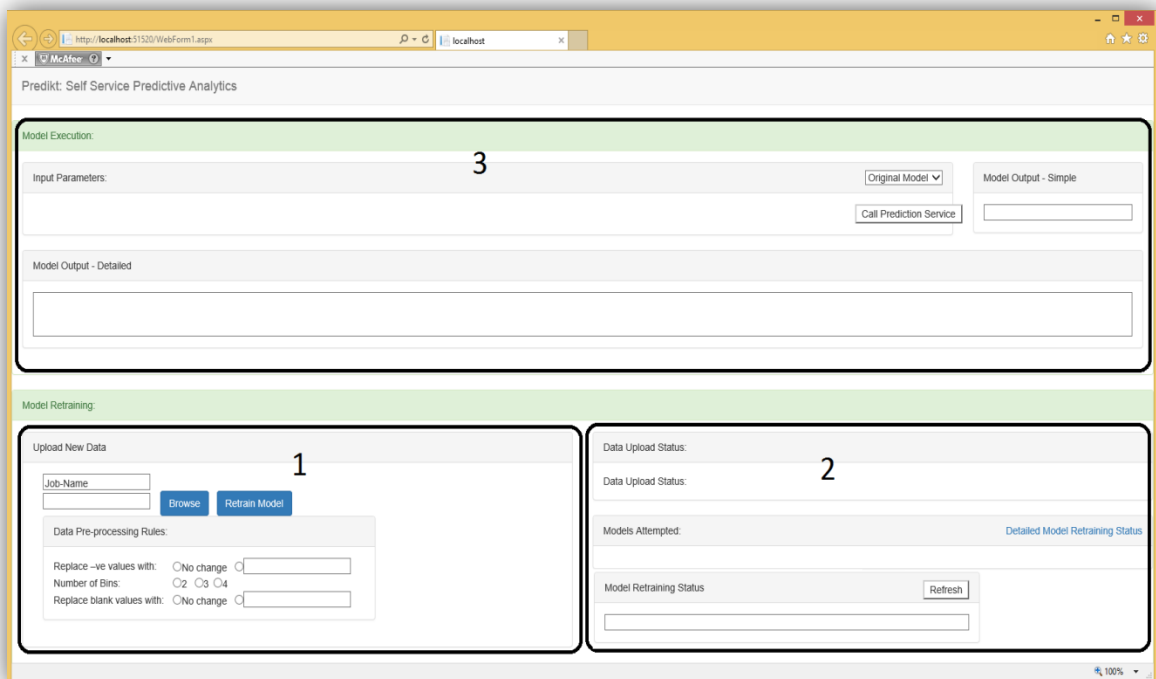 http://localhost:51520/WebForm1.aspx
localhost
McAfee
Predikt: Self Service Predictive Analytics
Model Execution:
3
Input Parameters:
Original Model
Model Output - Simple
Call Prediction Service
Model Output - Detailed
Model Retraining:
Upload New Data
1
Job-Name
Browse
Retrain Model
Data Pre-processing Rules:
Replace –ve values with: No change
Number of Bins: 2 3 4
Replace blank values with: No change
Data Upload Status:
2
Data Upload Status:
Models Attempted:
Detailed Model Retraining Status
Model Retraining Status
Refresh
100%